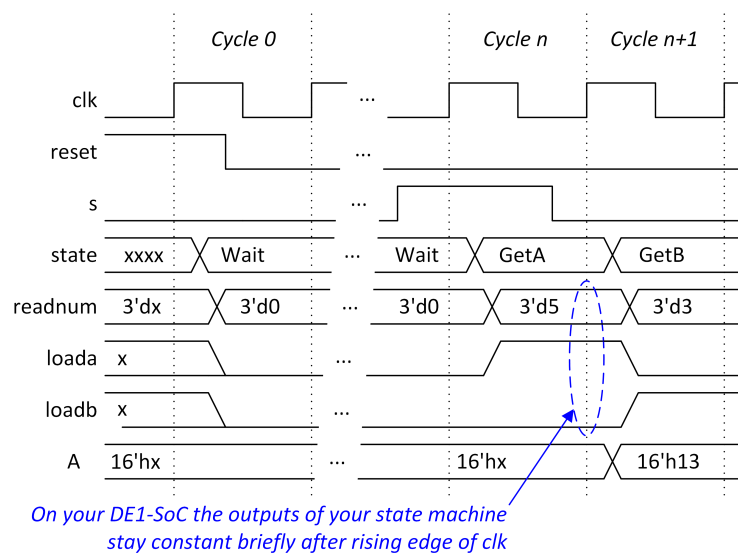 Cycle 0 Cycle n Cycle n+1
clk ...
reset ...
s ...
state xxxx Wait ... Wait GetA GetB
readnum 3'dx 3'd0 ... 3'd0 3'd5 3'd3
loada x ...
loadb x ...
A 16'hx ... 16'hx 16'h13
On your DE1-SoC the outputs of your state machine
stay constant briefly after rising edge of clk